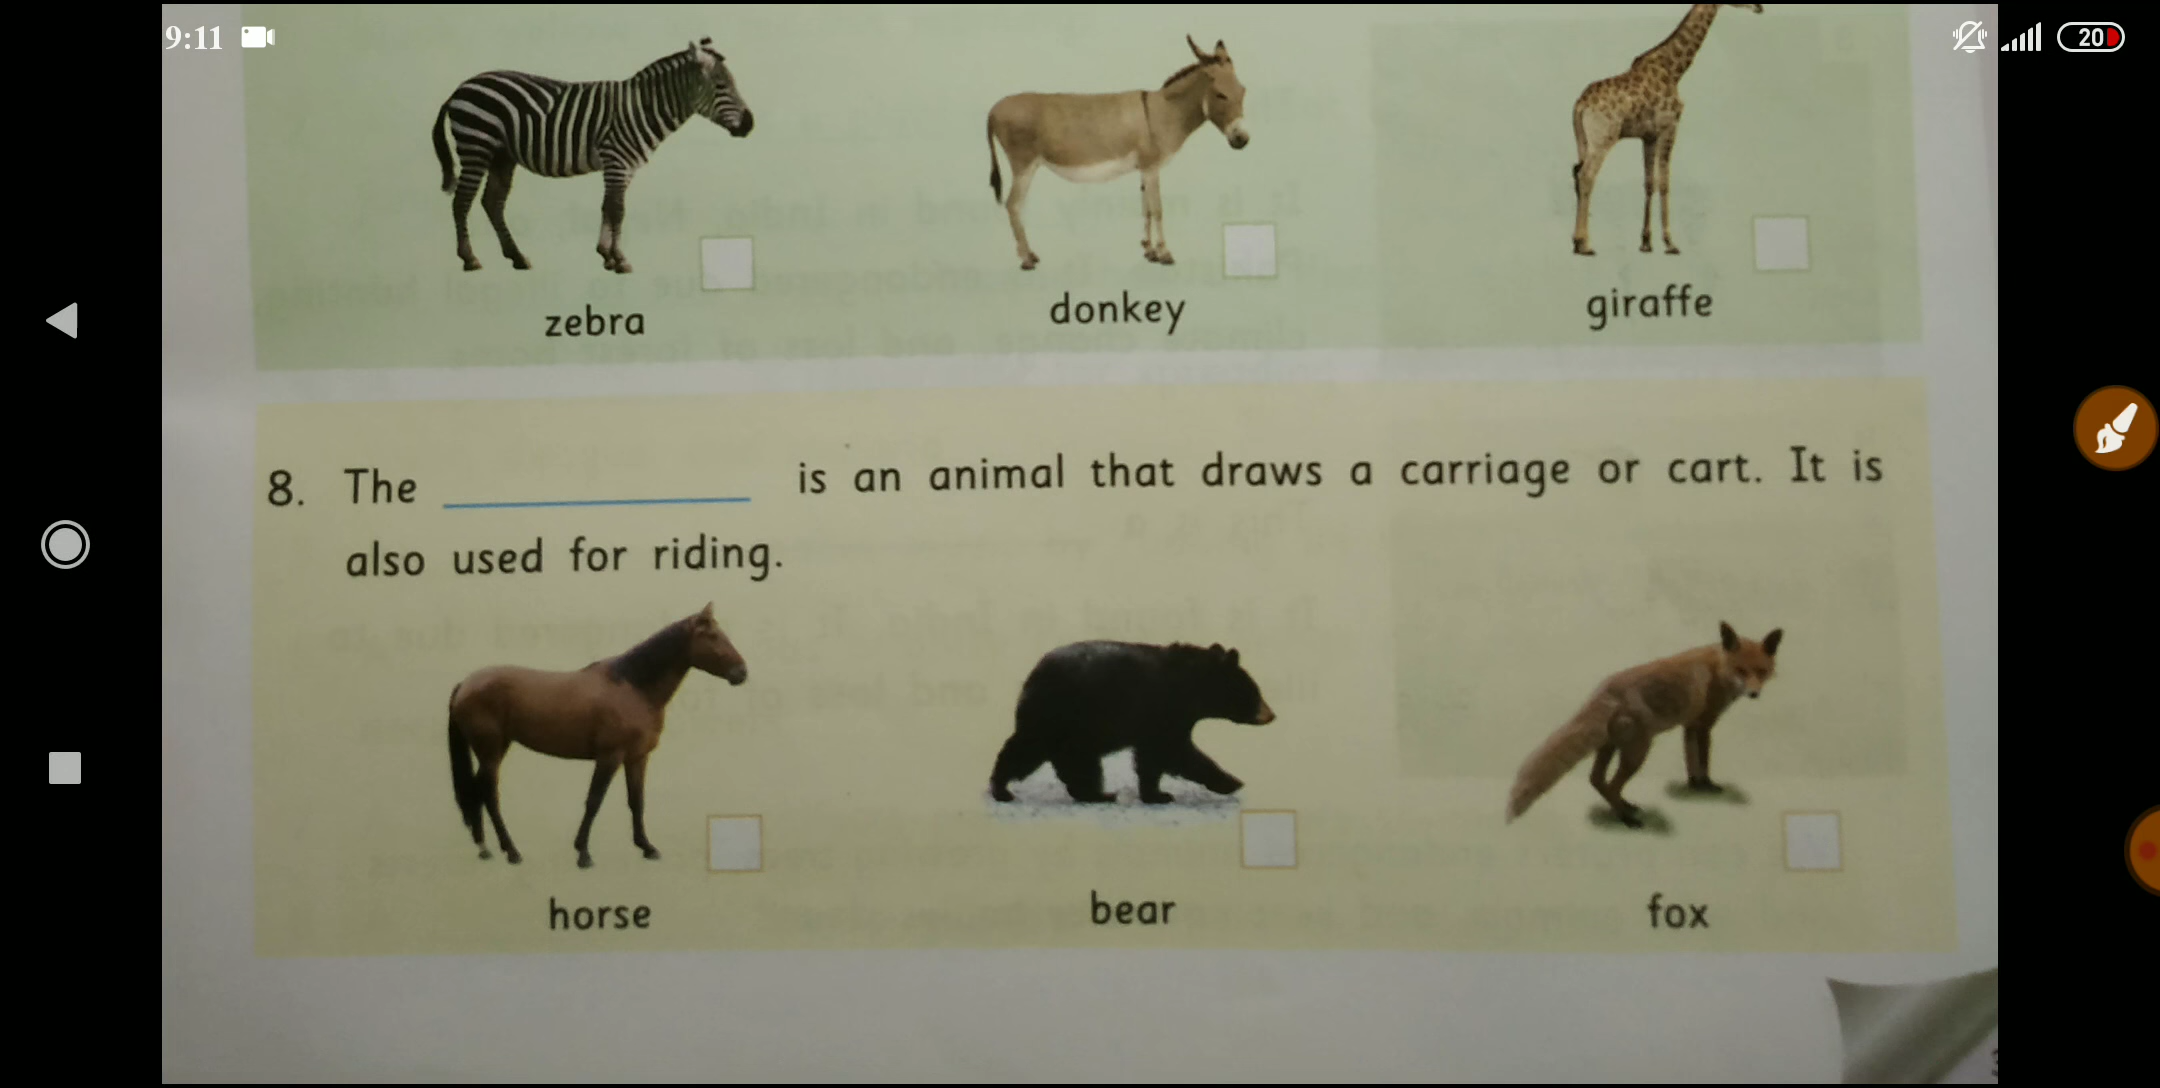 9:11
20
zebra donkey giraffe
8. The ____________ is an animal that draws a carriage or cart. It is
also used for riding.
horse bear fox